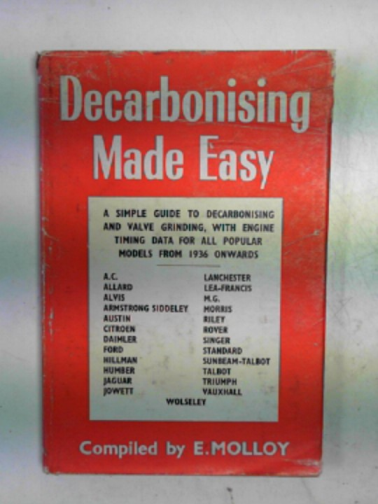 Decarbonising
Made Easy
A SIMPLE GUIDE TO DECARBONISING
AND VALVE GRINDING, WITH ENGINE
TIMING DATA FOR ALL POPULAR
MODELS FROM 1936 ONWARDS
A.C.
ALLARD
ALVIS
ARMSTRONG SIDDELEY
AUSTIN
CITROEN
DAIMLER
FORD
HILLMAN
HUMBER
JAGUAR
JOWETT
LANCHESTER
LEA-FRANCIS
M.G.
MORRIS
RILEY
ROVER
SINGER
STANDARD
SUNBEAM-TALBOT
TALBOT
TRIUMPH
VAUXHALL
WOLSELEY
Compiled by E. MOLLOY